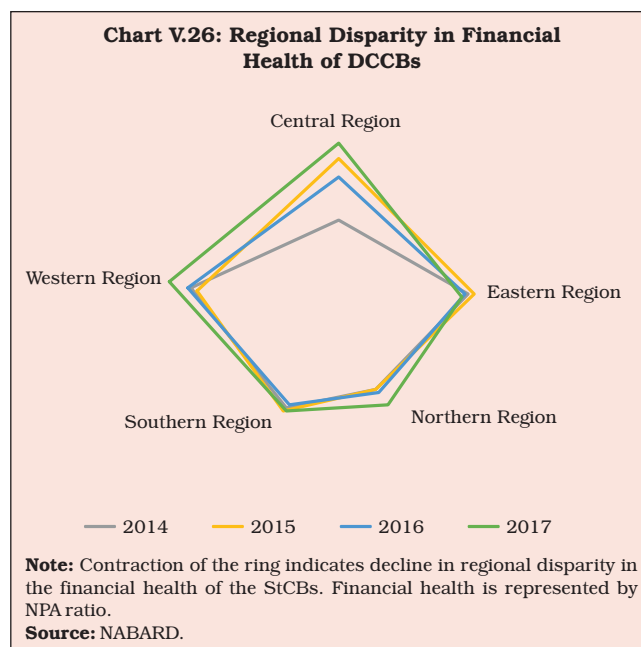 Chart V.26: Regional Disparity in Financial
Health of DCCBs
Central Region
Western Region
Eastern Region
Southern Region
Northern Region
2014 2015 2016 2017
Note: Contraction of the ring indicates decline in regional disparity in
the financial health of the StCBs. Financial health is represented by
NPA ratio.
Source: NABARD.